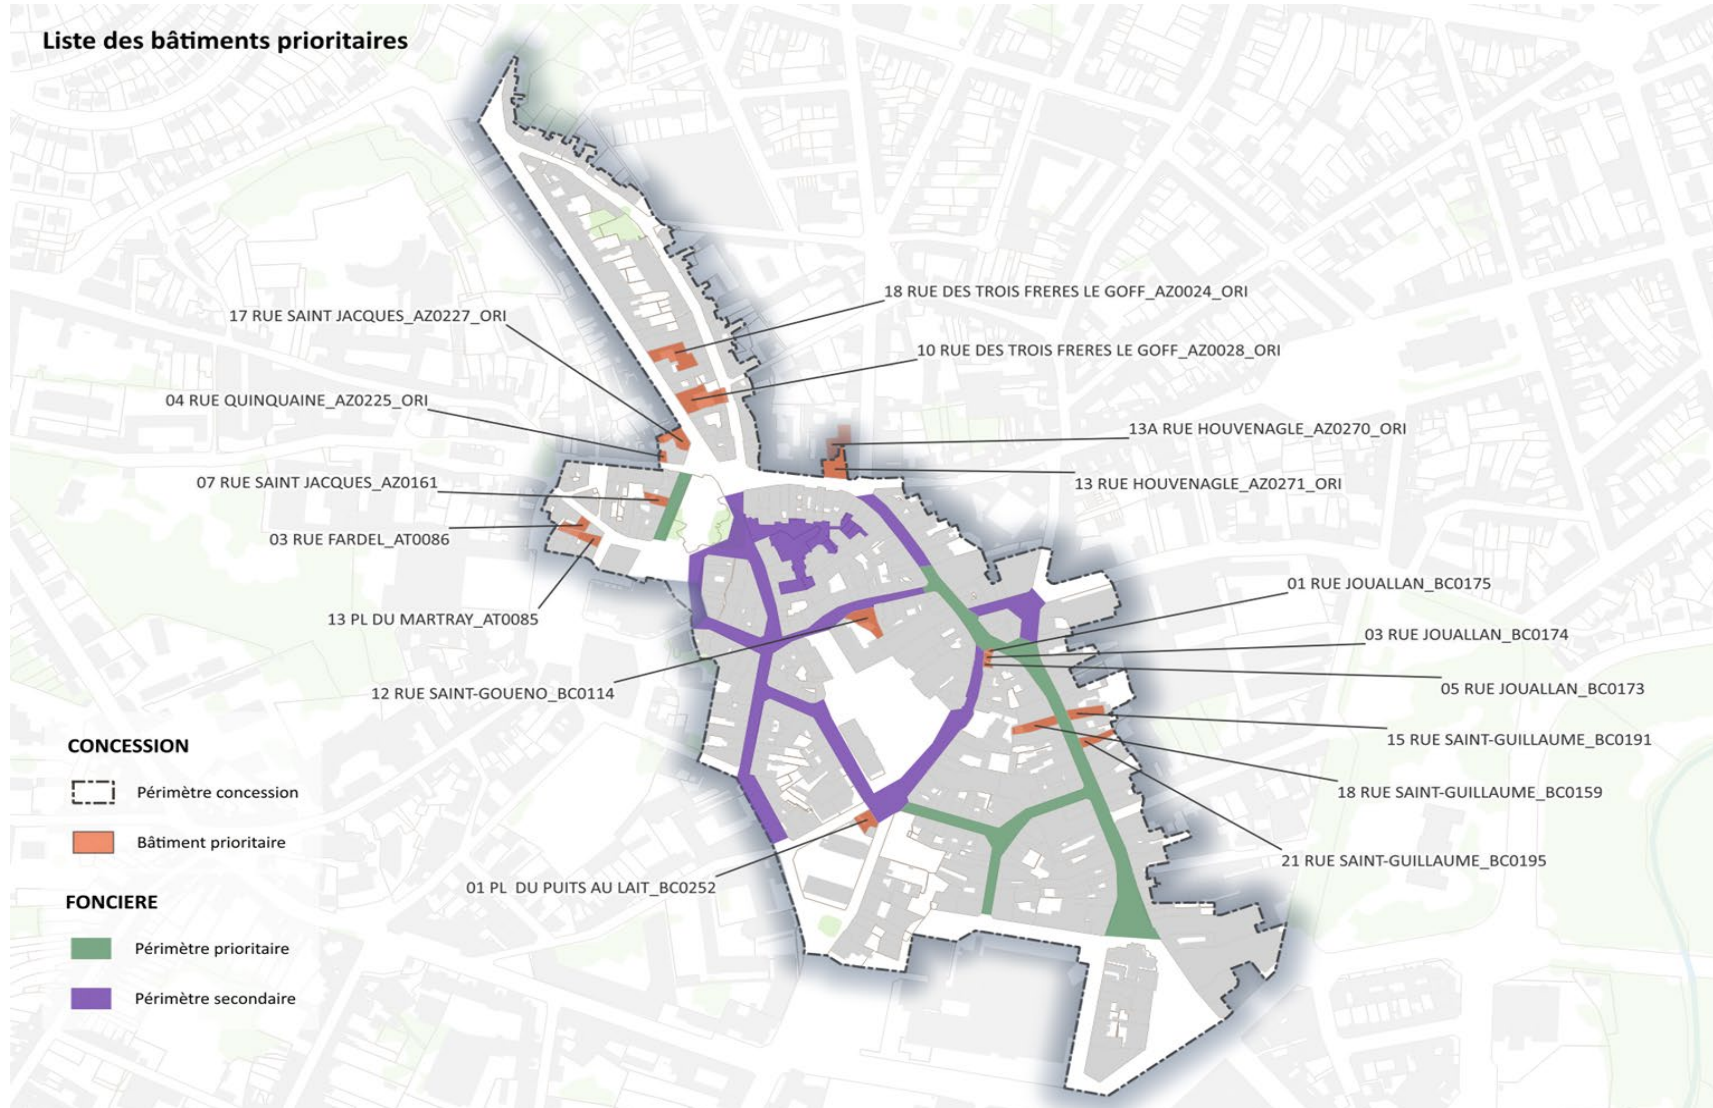 Liste des bâtiments prioritaires
18 RUE DES TROIS FRERES LE GOFF_AZ0024_ORI
17 RUE SAINT JACQUES_AZ0227_ORI
10 RUE DES TROIS FRERES LE GOFF_AZ0028_ORI
04 RUE QUINQUAINE_AZ0225_ORI
13A RUE HOUVENAGLE_AZ0270_ORI
07 RUE SAINT JACQUES_AZ0161
13 RUE HOUVENAGLE_AZ0271_ORI
03 RUE FARDEL_AT0086
01 RUE JOUALLAN_BC0175
13 PL DU MARTRAY_AT0085
03 RUE JOUALLAN_BC0174
12 RUE SAINT-GOUENO_BC0114
05 RUE JOUALLAN_BC0173
15 RUE SAINT-GUILLAUME_BC0191
18 RUE SAINT-GUILLAUME_BC0159
21 RUE SAINT-GUILLAUME_BC0195
01 PL  DU PUITS AU LAIT_BC0252
CONCESSION
Périmètre concession
Bâtiment prioritaire
FONCIERE
Périmètre prioritaire
Périmètre secondaire